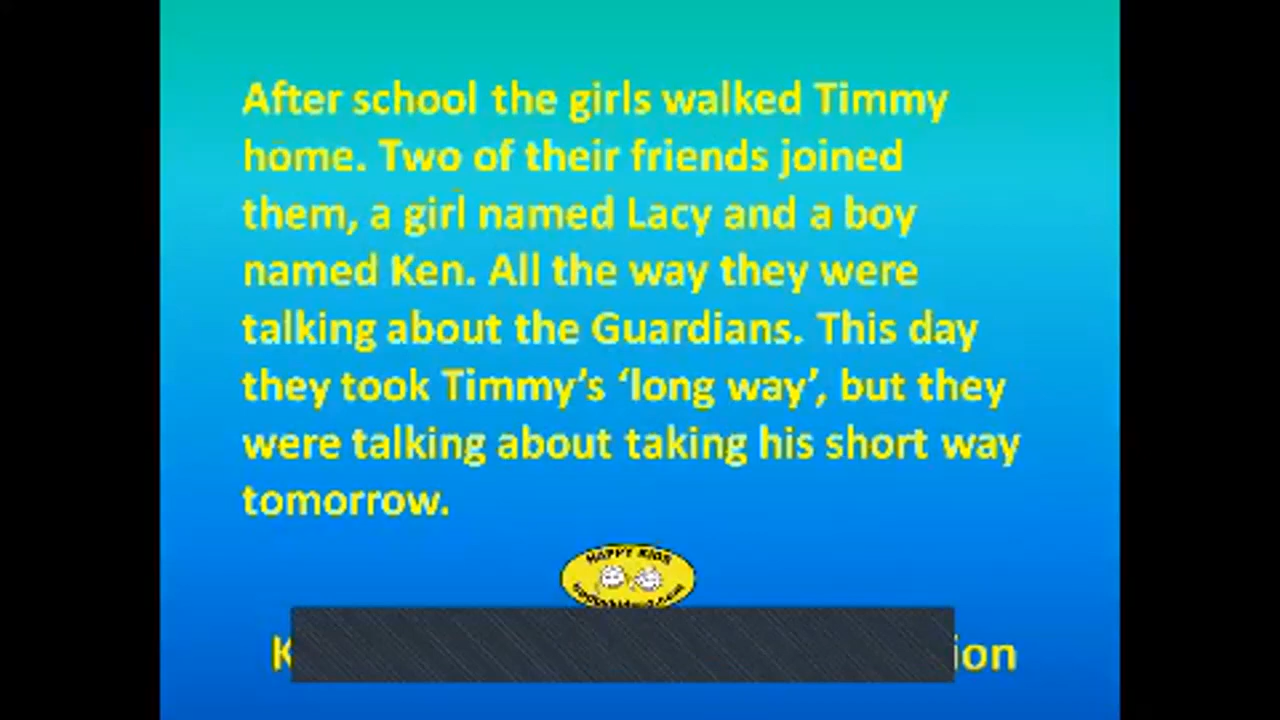 After school the girls walked Timmy
home. Two of their friends joined
them, a girl named Lacy and a boy
named Ken. All the way they were
talking about the Guardians. This day
they took Timmy’s ‘long way’, but they
were talking about taking his short way
tomorrow.
HAPPY KIDS